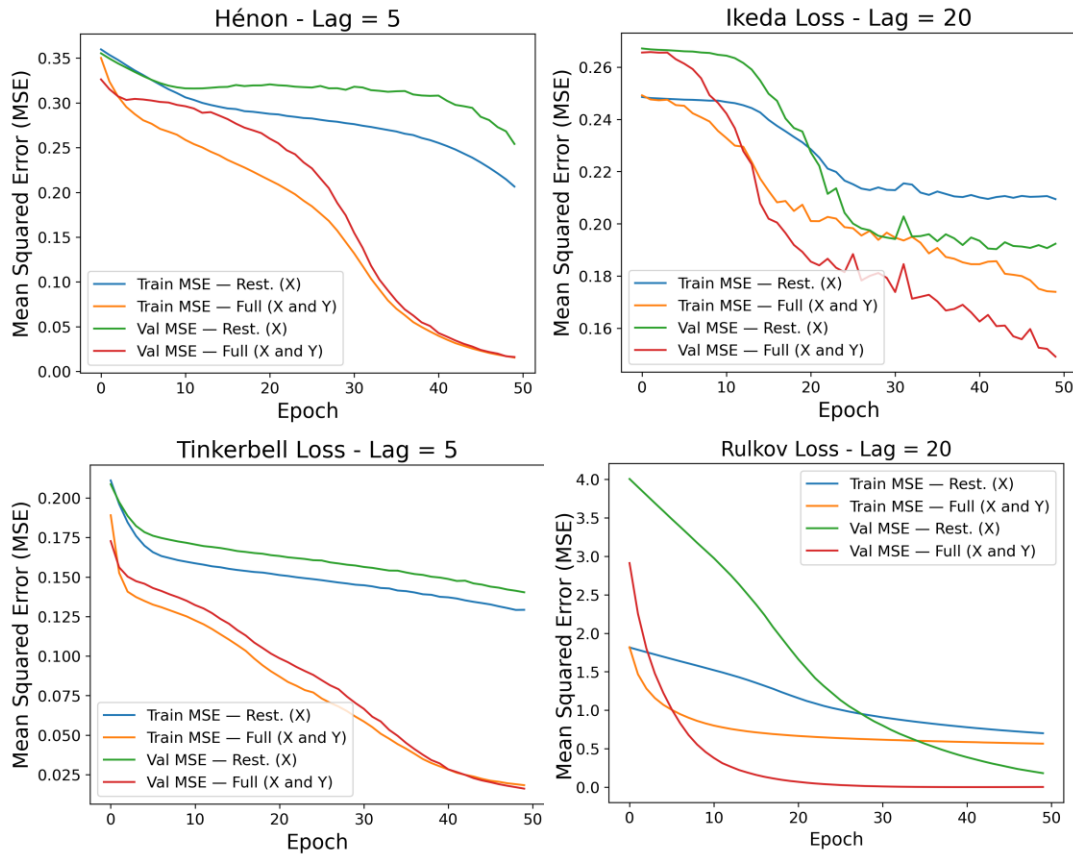 Hénon - Lag = 5
Mean Squared Error (MSE)
0.35
0.30
0.25
0.20
0.15
0.10
0.05
0.00
Train MSE — Rest. (X)
Train MSE — Full (X and Y)
Val MSE — Rest. (X)
Val MSE — Full (X and Y)
0 10 20 30 40 50
Epoch
Ikeda Loss - Lag = 20
Mean Squared Error (MSE)
0.26
0.24
0.22
0.20
0.18
0.16
Train MSE — Rest. (X)
Train MSE — Full (X and Y)
Val MSE — Rest. (X)
Val MSE — Full (X and Y)
0 10 20 30 40 50
Epoch
Tinkerbell Loss - Lag = 5
Mean Squared Error (MSE)
0.200
0.175
0.150
0.125
0.100
0.075
0.050
0.025
Train MSE — Rest. (X)
Train MSE — Full (X and Y)
Val MSE — Rest. (X)
Val MSE — Full (X and Y)
0 10 20 30 40 50
Epoch
Rulkov Loss - Lag = 20
Mean Squared Error (MSE)
4.0
3.5
3.0
2.5
2.0
1.5
1.0
0.5
0.0
Train MSE — Rest. (X)
Train MSE — Full (X and Y)
Val MSE — Rest. (X)
Val MSE — Full (X and Y)
0 10 20 30 40 50
Epoch